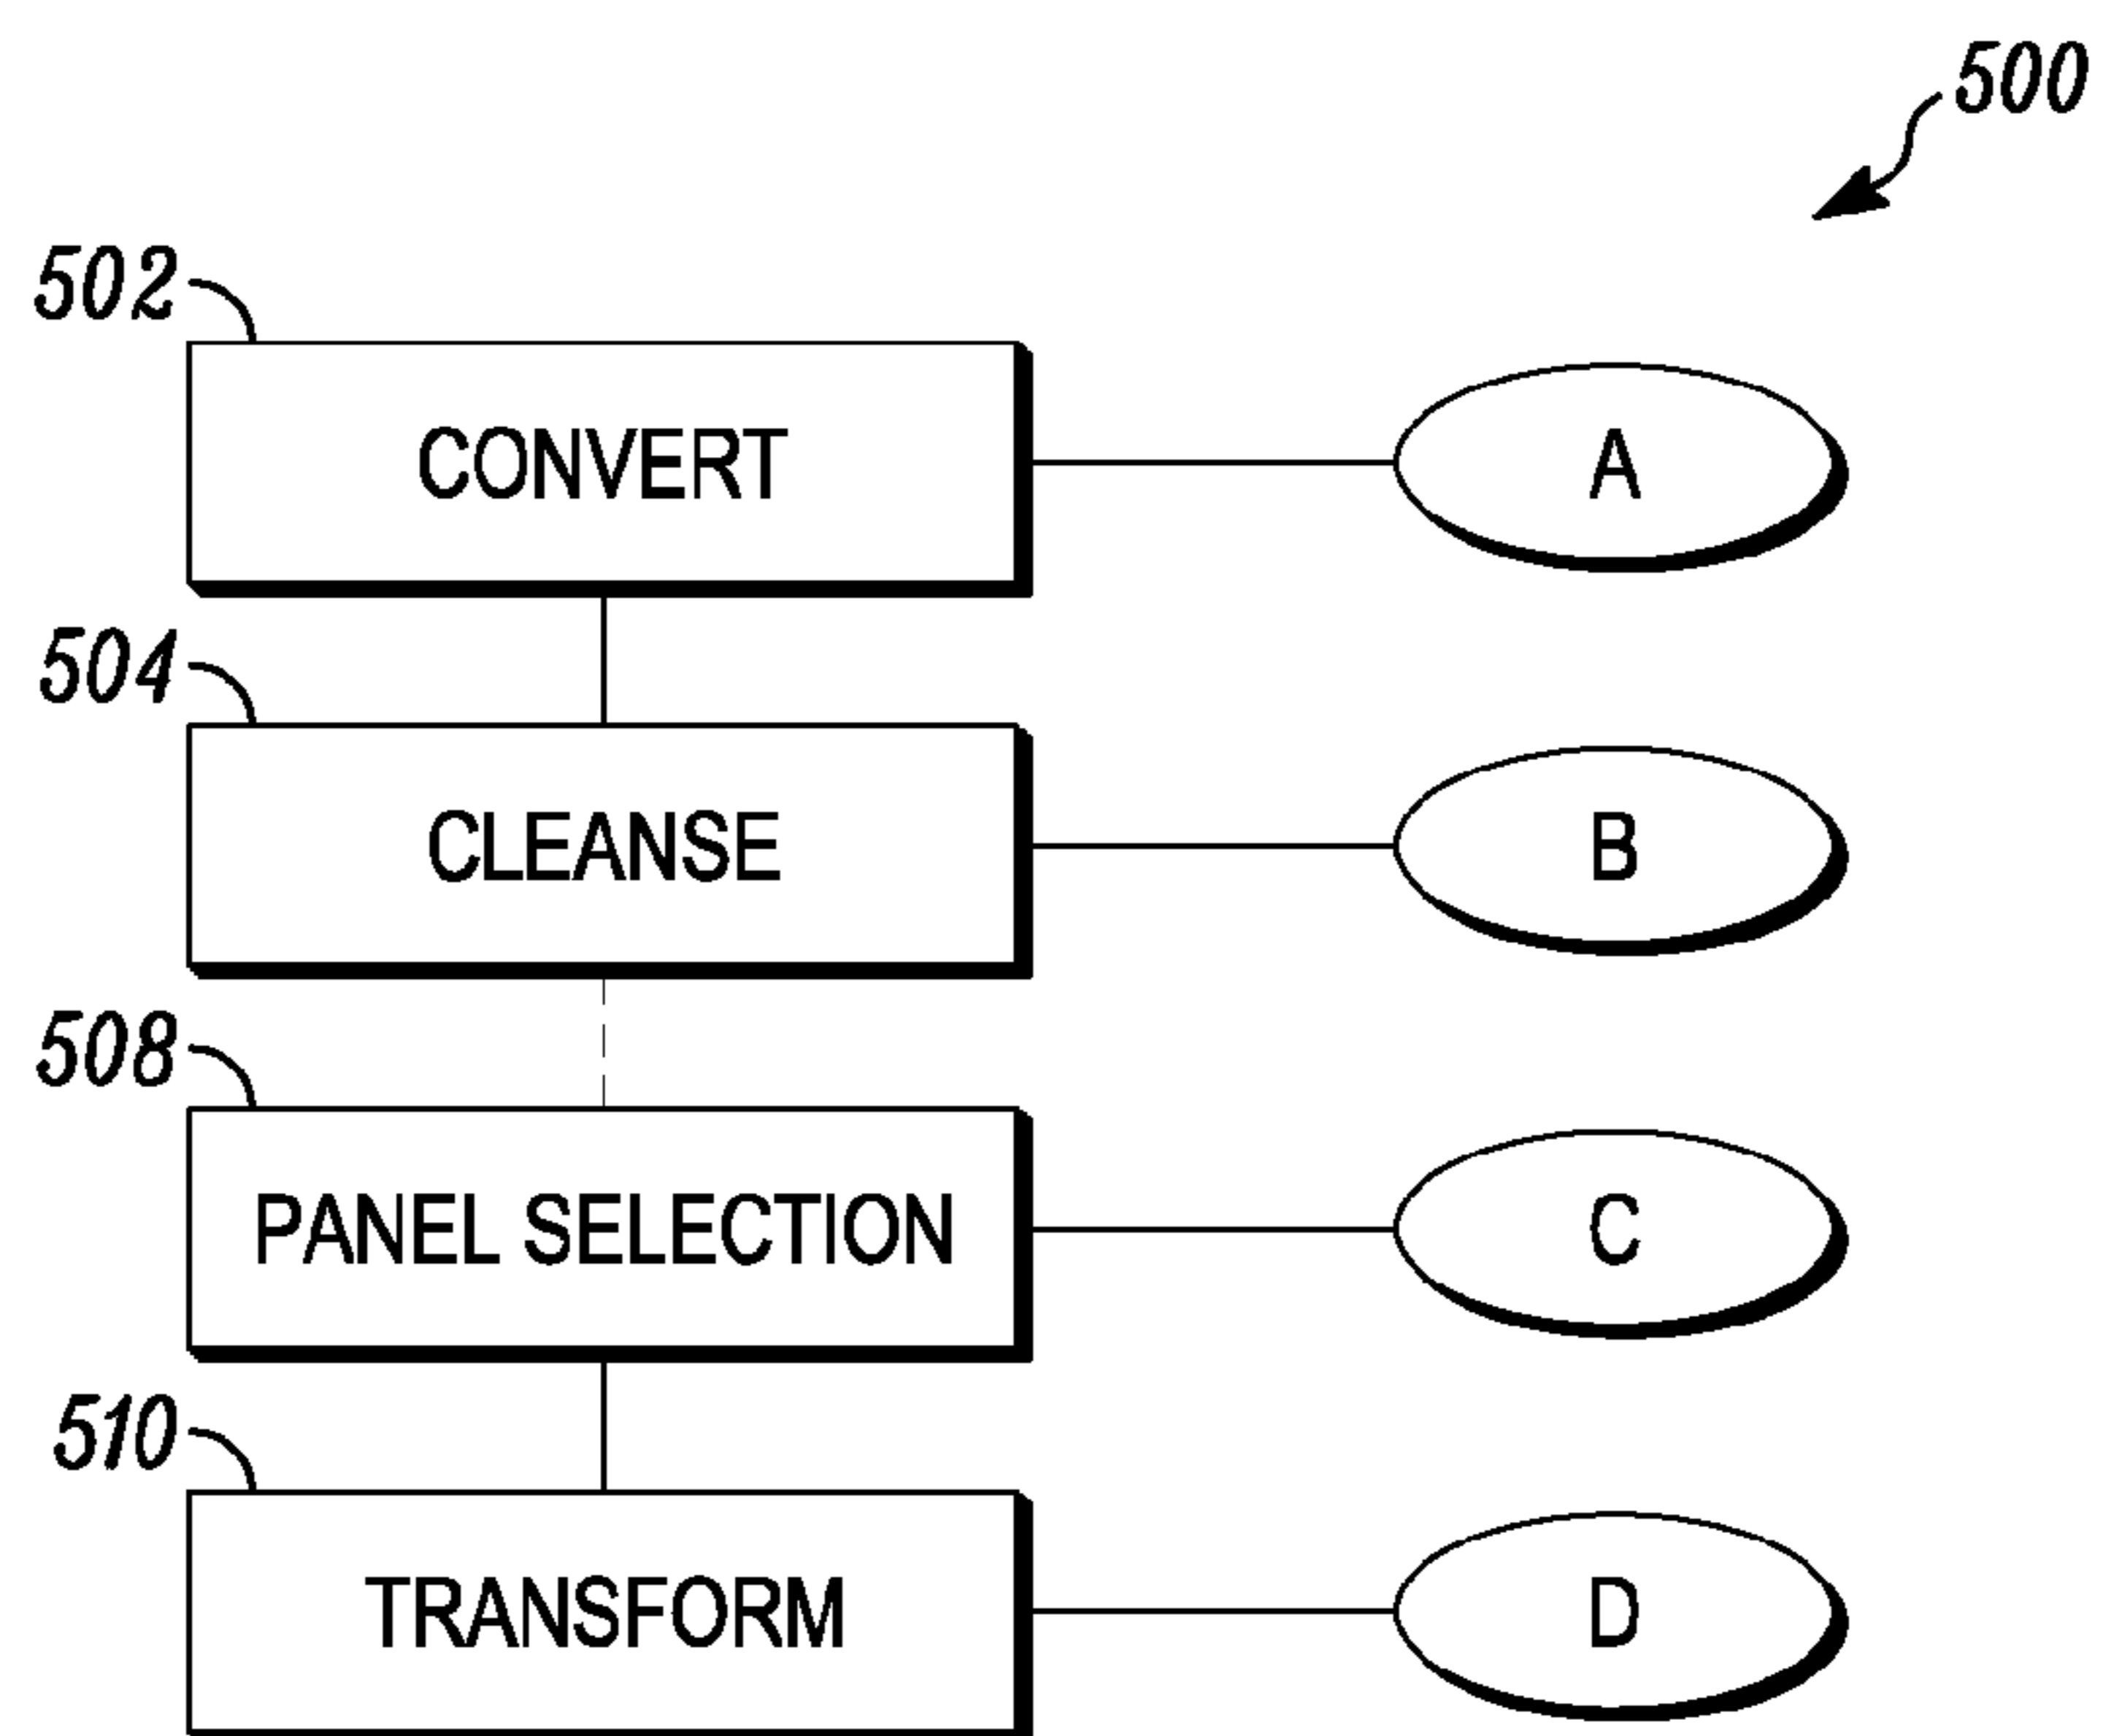 500
502
CONVERT
A
504
CLEANSE
B
508
PANEL SELECTION
C
510
TRANSFORM
D